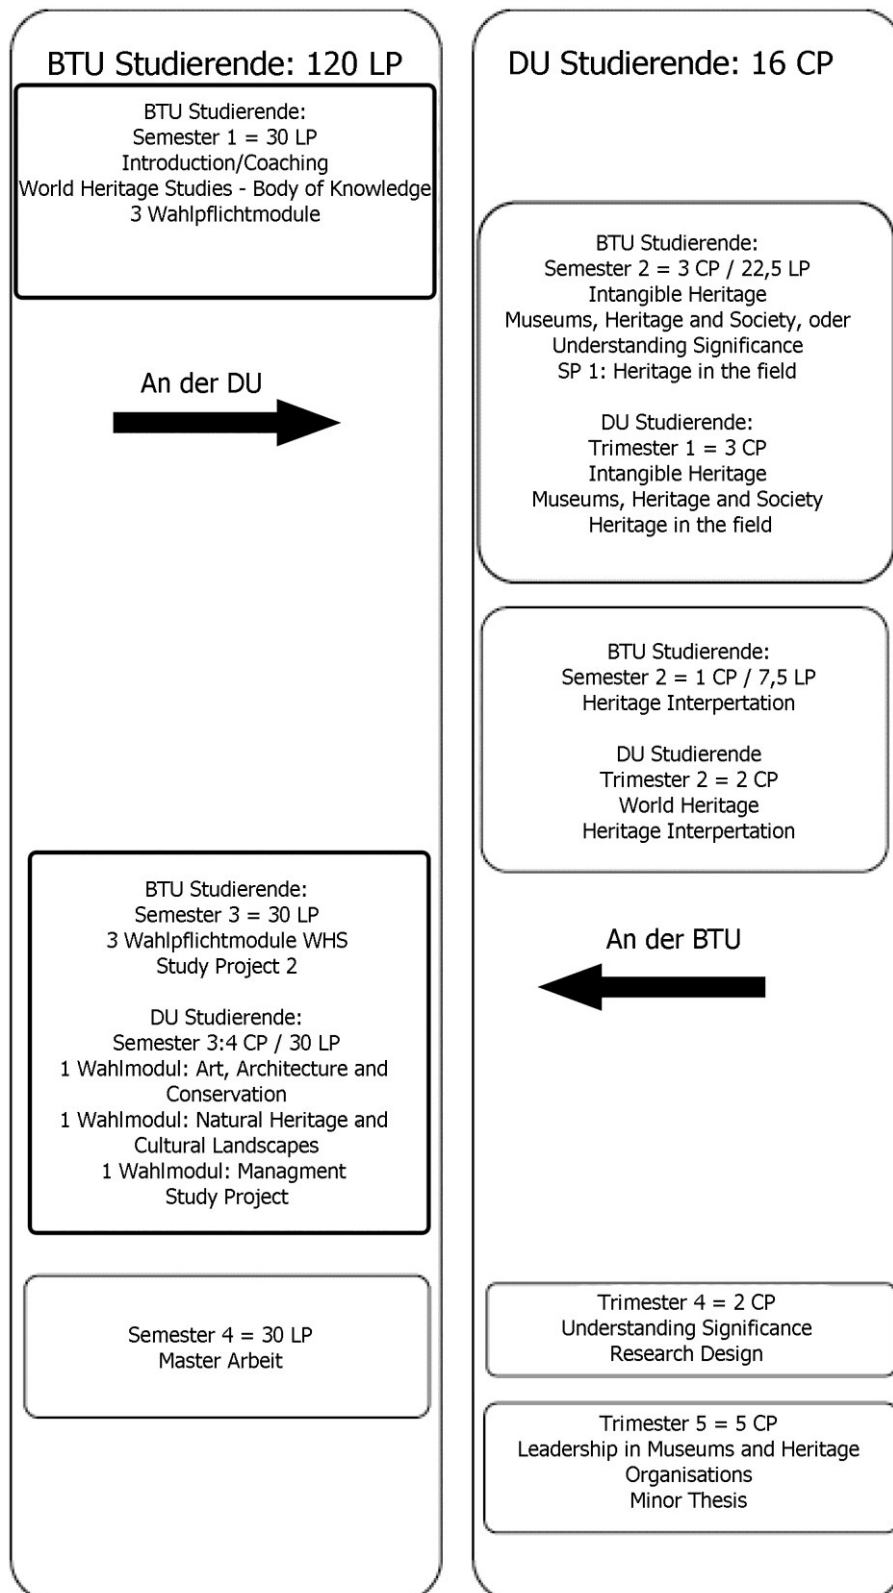 BTU Studierende: 120 LP
BTU Studierende:
Semester 1 = 30 LP
Introduction/Coaching
World Heritage Studies - Body of Knowledge
3 Wahlpflichtmodule
An der DU
BTU Studierende:
Semester 3 = 30 LP
3 Wahlpflichtmodule WHS
Study Project 2
DU Studierende:
Semester 3:4 CP / 30 LP
1 Wahlmodul: Art, Architecture and
Conservation
1 Wahlmodul: Natural Heritage and
Cultural Landscapes
1 Wahlmodul: Managment
Study Project
Semester 4 = 30 LP
Master Arbeit
DU Studierende: 16 CP
BTU Studierende:
Semester 2 = 3 CP / 22,5 LP
Intangible Heritage
Museums, Heritage and Society, oder
Understanding Significance
SP 1: Heritage in the field
DU Studierende:
Trimester 1 = 3 CP
Intangible Heritage
Museums, Heritage and Society
Heritage in the field
BTU Studierende:
Semester 2 = 1 CP / 7,5 LP
Heritage Interpertation
DU Studierende
Trimester 2 = 2 CP
World Heritage
Heritage Interpertation
An der BTU
Trimester 4 = 2 CP
Understanding Significance
Research Design
Trimester 5 = 5 CP
Leadership in Museums and Heritage
Organisations
Minor Thesis